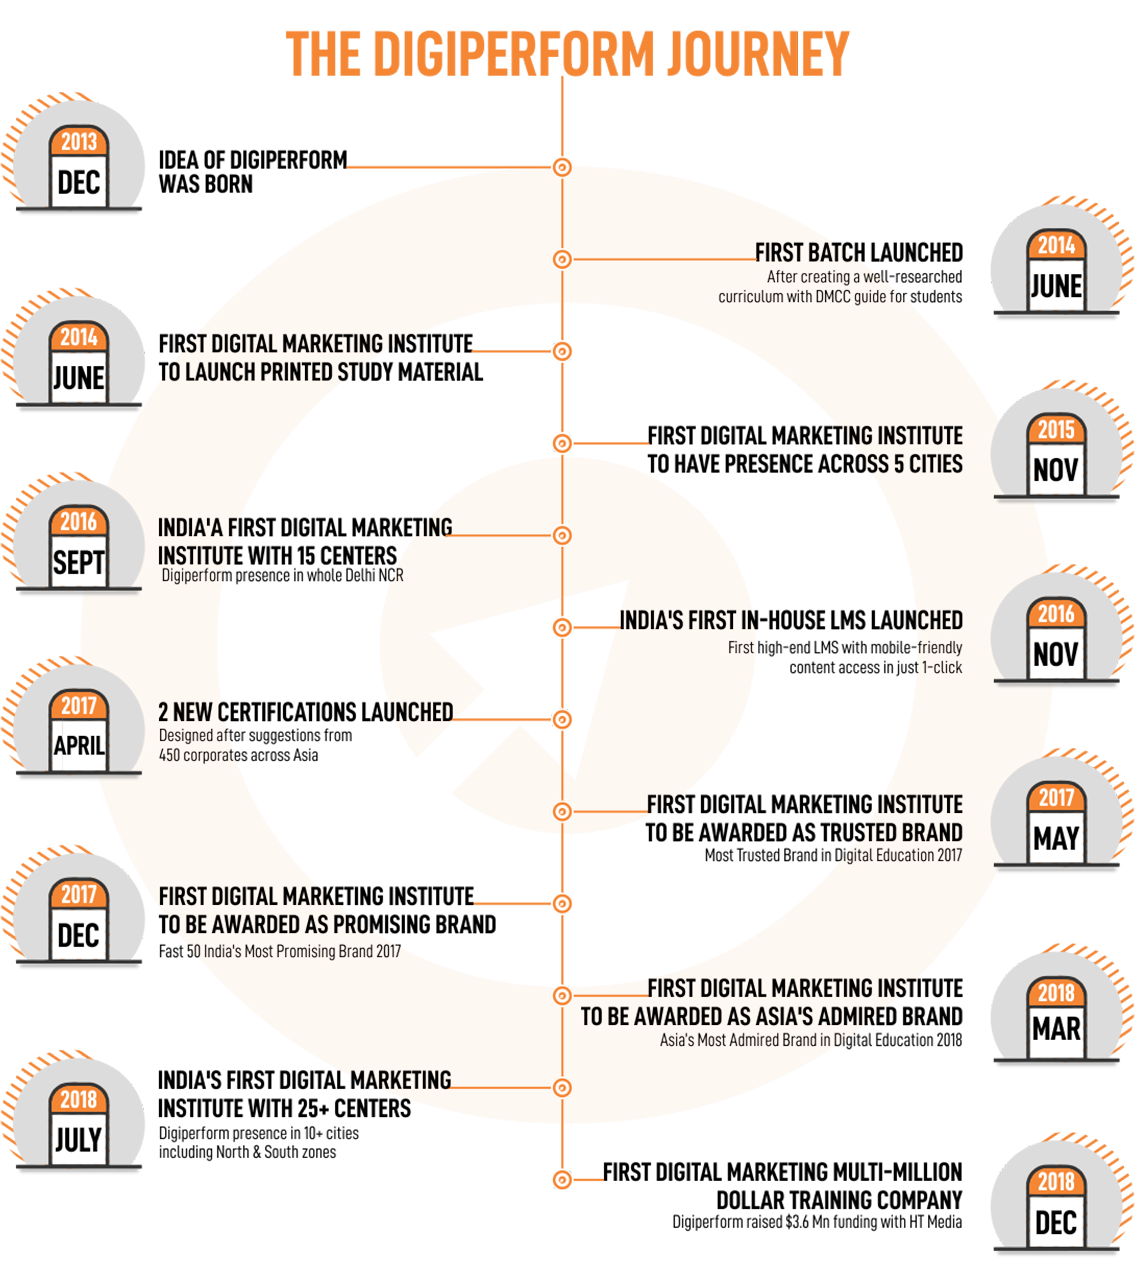 THE DIGIPERFORM JOURNEY
2013
DEC
IDEA OF DIGIPERFORM
WAS BORN
2014
JUNE
FIRST BATCH LAUNCHED
After creating a well-researched
curriculum with DMCC guide for students
2014
JUNE
FIRST DIGITAL MARKETING INSTITUTE
TO LAUNCH PRINTED STUDY MATERIAL
2015
NOV
FIRST DIGITAL MARKETING INSTITUTE
TO HAVE PRESENCE ACROSS 5 CITIES
2016
SEPT
INDIA'A FIRST DIGITAL MARKETING
INSTITUTE WITH 15 CENTERS
Digiperform presence in whole Delhi NCR
2016
NOV
INDIA'S FIRST IN-HOUSE LMS LAUNCHED
First high-end LMS with mobile-friendly
content access in just 1-click
2017
APRIL
2 NEW CERTIFICATIONS LAUNCHED
Designed after suggestions from
450 corporates across Asia
2017
MAY
FIRST DIGITAL MARKETING INSTITUTE
TO BE AWARDED AS TRUSTED BRAND
Most Trusted Brand in Digital Education 2017
2017
DEC
FIRST DIGITAL MARKETING INSTITUTE
TO BE AWARDED AS PROMISING BRAND
Fast 50 India's Most Promising Brand 2017
2018
MAR
FIRST DIGITAL MARKETING INSTITUTE
TO BE AWARDED AS ASIA'S ADMIRED BRAND
Asia's Most Admired Brand in Digital Education 2018
2018
JULY
INDIA'S FIRST DIGITAL MARKETING
INSTITUTE WITH 25+ CENTERS
Digiperform presence in 10+ cities
including North & South zones
2018
DEC
FIRST DIGITAL MARKETING MULTI-MILLION
DOLLAR TRAINING COMPANY
Digiperform raised $3.6 Mn funding with HT Media